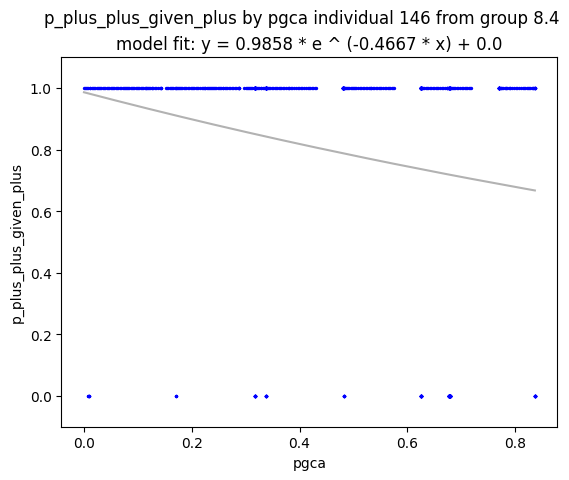 p_plus_plus_given_plus by pgca individual 146 from group 8.4
model fit: y = 0.9858 * e ^ (-0.4667 * x) + 0.0
p_plus_plus_given_plus
1.0
0.8
0.6
0.4
0.2
0.0
0.0 0.2 0.4 0.6 0.8
pgca